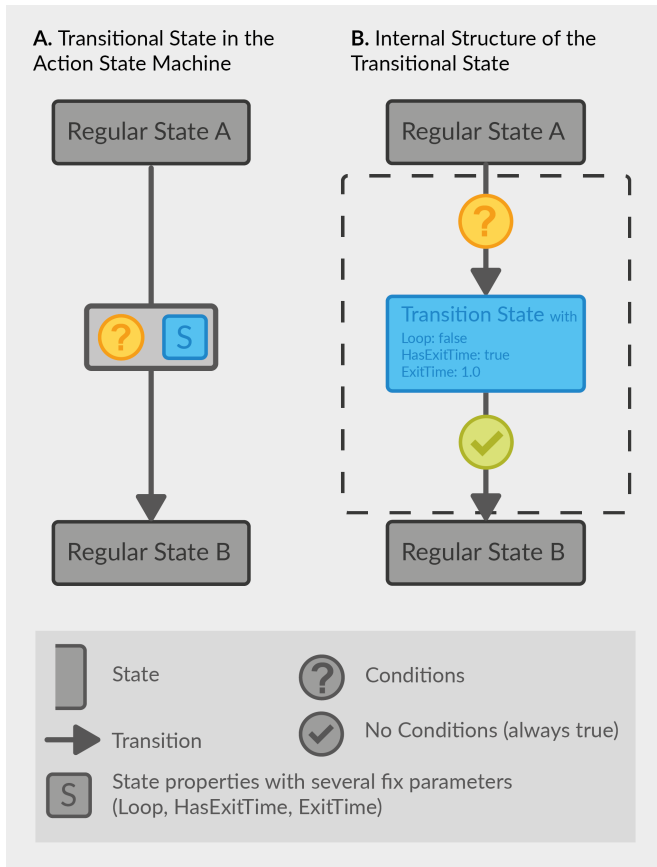 A. Transitional State in the
Action State Machine
B. Internal Structure of the
Transitional State
Regular State A
Regular State A
?
Transition State with
Loop: false
HasExitTime: true
ExitTime: 1.0
? S
Regular State B
Regular State B
State
? Conditions
Transition
No Conditions (always true)
S State properties with several fix parameters
(Loop, HasExitTime, ExitTime)